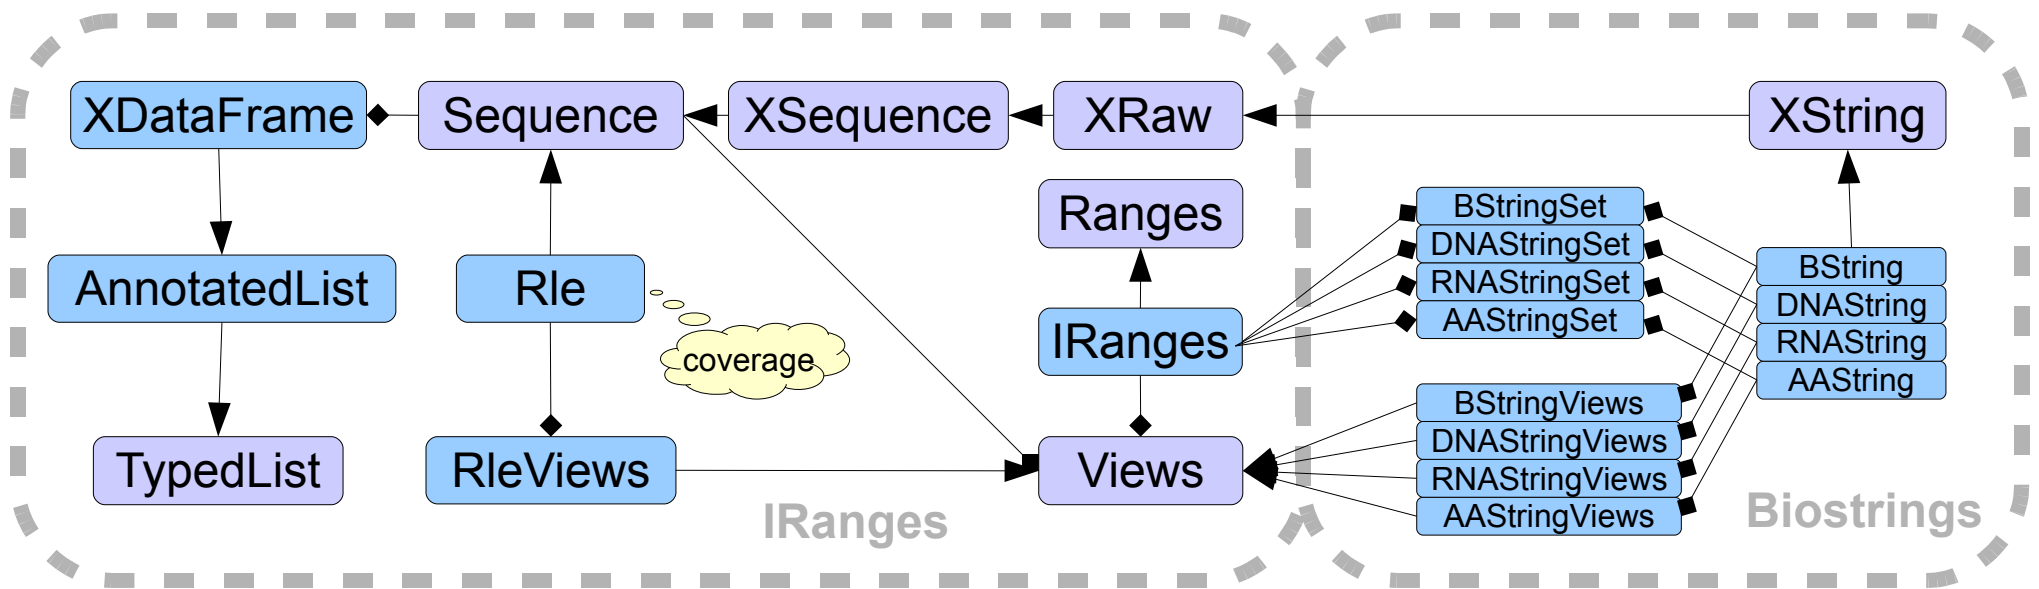 XDataFrame
Sequence
XSequence
XRaw
XString
Ranges
BStringSet
DNAStringSet
RNAStringSet
AAStringSet
BString
DNAString
RNAString
AAString
AnnotatedList
Rle
coverage
IRanges
TypedList
RleViews
Views
BStringViews
DNAStringViews
RNAStringViews
AAStringViews
IRanges
Biostrings